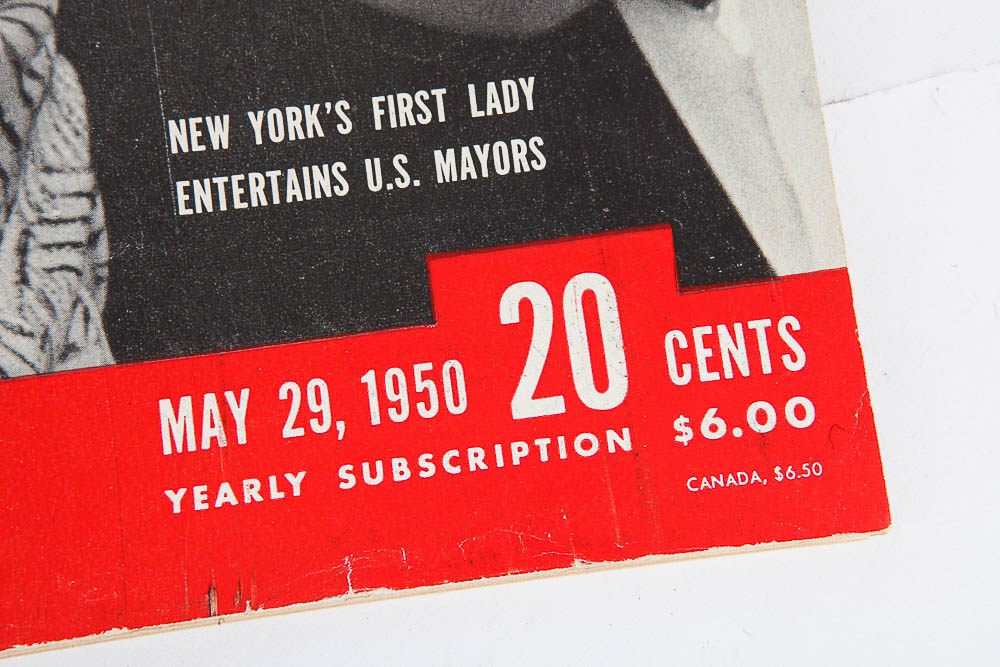 NEW YORK'S FIRST LADY
ENTERTAINS U.S. MAYORS
MAY 29, 1950 20 CENTS
YEARLY SUBSCRIPTION $6.00
CANADA, $6.50